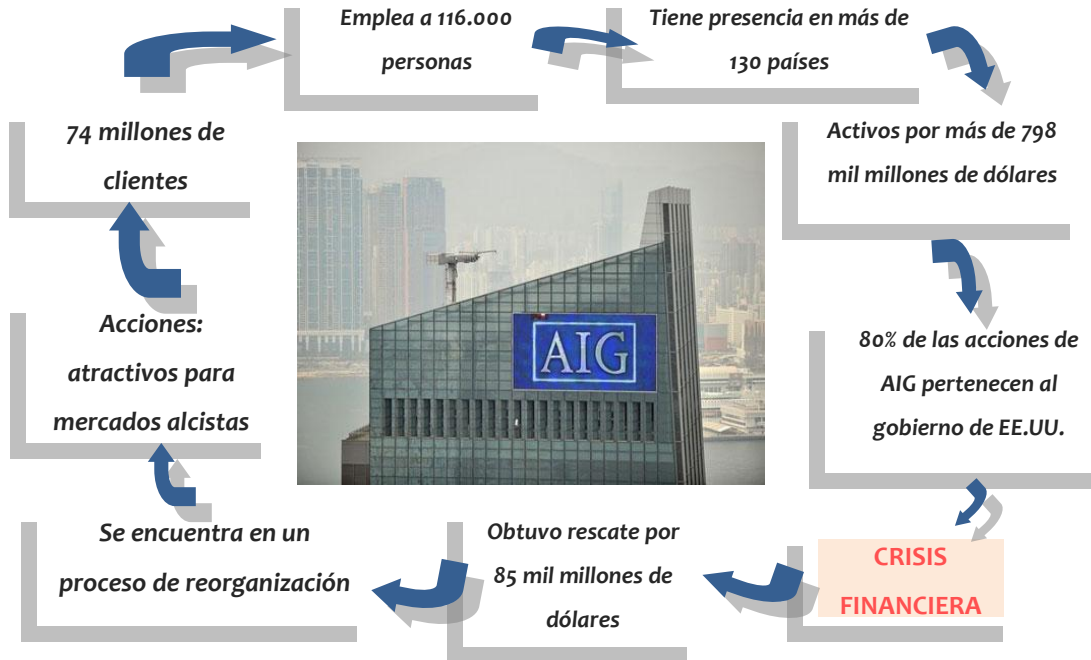 Emplea a 116.000
personas
Tiene presencia en más de
130 países
Activos por más de 798
mil millones de dólares
80% de las acciones de
AIG pertenecen al
gobierno de EE.UU.
CRISIS
FINANCIERA
Obtuvo rescate por
85 mil millones de
dólares
Se encuentra en un
proceso de reorganización
Acciones:
atractivos para
mercados alcistas
74 millones de
clientes
AIG